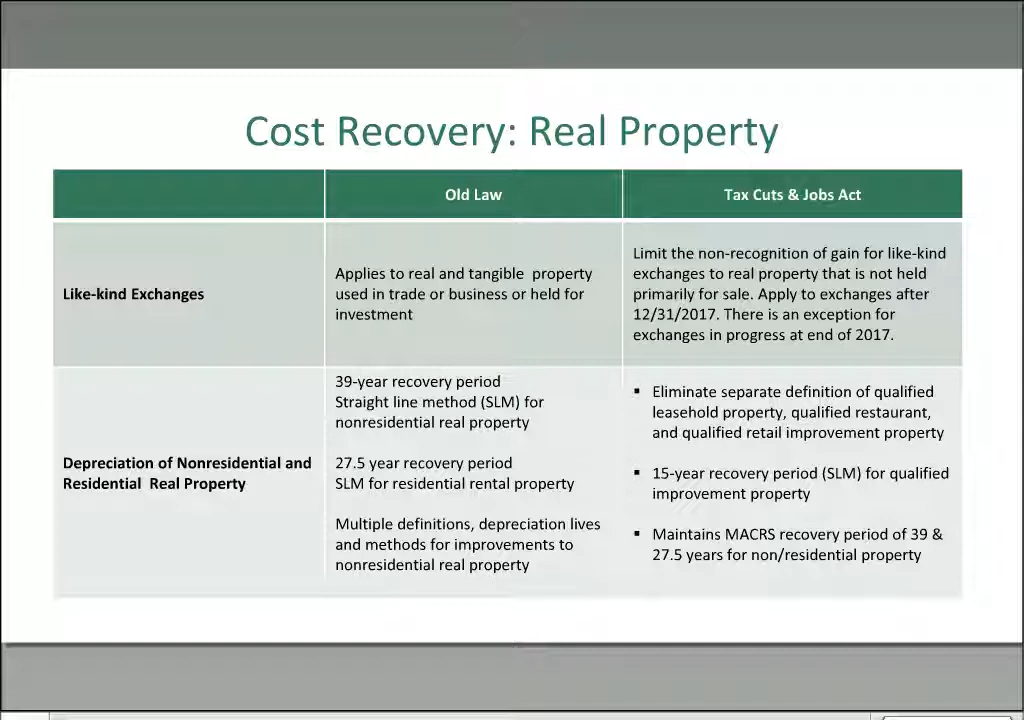 Cost Recovery: Real Property
Old Law
Tax Cuts & Jobs Act
Like-kind Exchanges
Applies to real and tangible property
used in trade or business or held for
investment
Limit the non-recognition of gain for like-kind
exchanges to real property that is not held
primarily for sale. Apply to exchanges after
12/31/2017. There is an exception for
exchanges in progress at end of 2017.
Depreciation of Nonresidential and
Residential Real Property
39-year recovery period
Straight line method (SLM) for
nonresidential real property
27.5 year recovery period
SLM for residential rental property
Multiple definitions, depreciation lives
and methods for improvements to
nonresidential real property
▪ Eliminate separate definition of qualified
leasehold property, qualified restaurant,
and qualified retail improvement property
▪ 15-year recovery period (SLM) for qualified
improvement property
▪ Maintains MACRS recovery period of 39 &
27.5 years for non/residential property